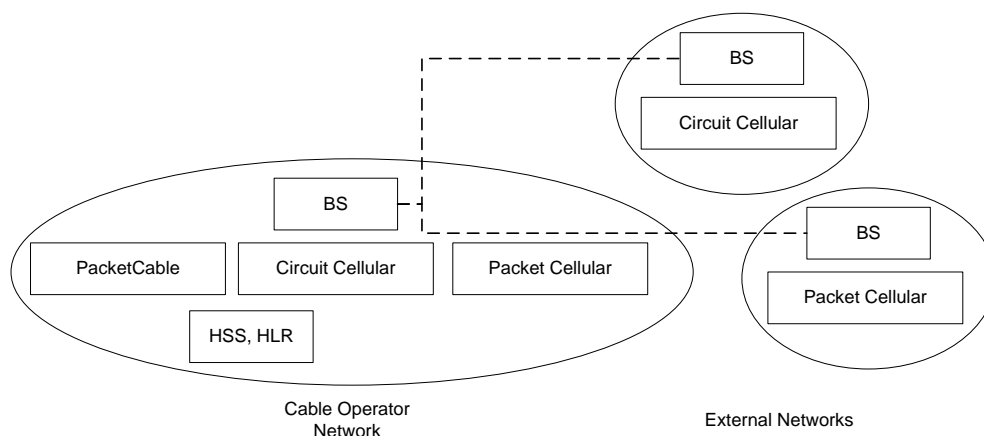 BS
Circuit Cellular
BS
PacketCable
Circuit Cellular
Packet Cellular
HSS, HLR
BS
Packet Cellular
Cable Operator
Network
External Networks